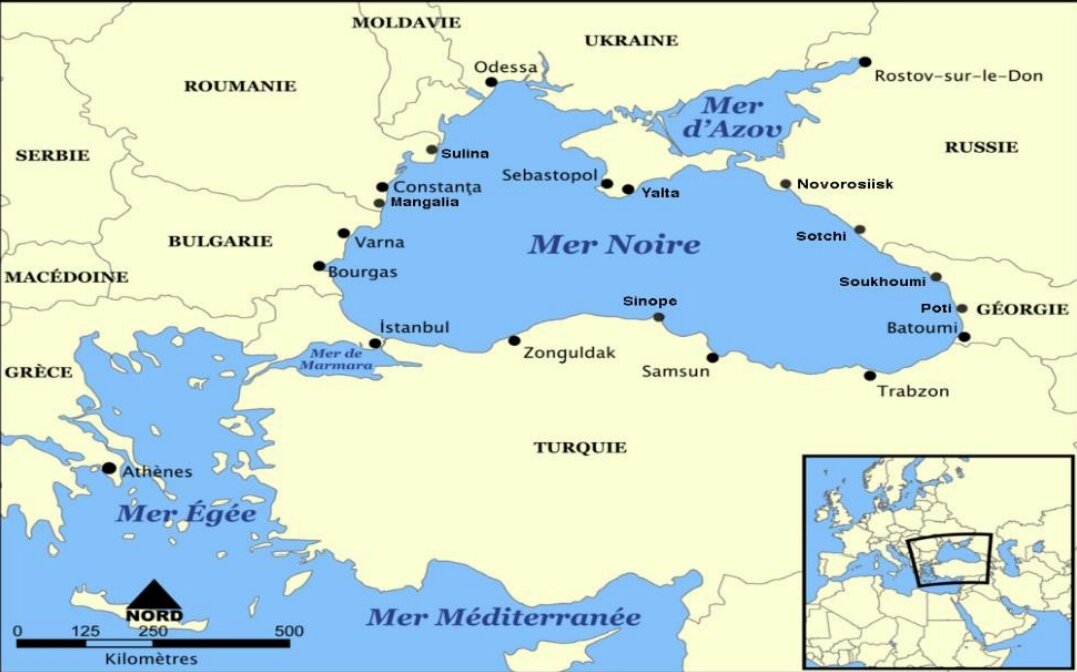 MOLDAVIE
UKRAINE
Odessa
Rostov-sur-le-Don
ROUMANIE
Mer
d'Azov
SERBIE
Sulina
RUSSIE
Sebastopol
Yalta
Novorosiisk
Constanța
Mangalia
BULGARIE
Varna
Mer Noire
Sotchi
MACÉDOINE
Bourgas
Soukhoumi
Sinope
Poti
GÉORGIE
İstanbul
Batoumi
Mer de
Marmara
Zonguldak
GRÈCE
Samsun
Trabzon
TURQUIE
Athènes
Mer Égée
NORD
Mer Méditerranée
0 125 250 500
Kilomètres